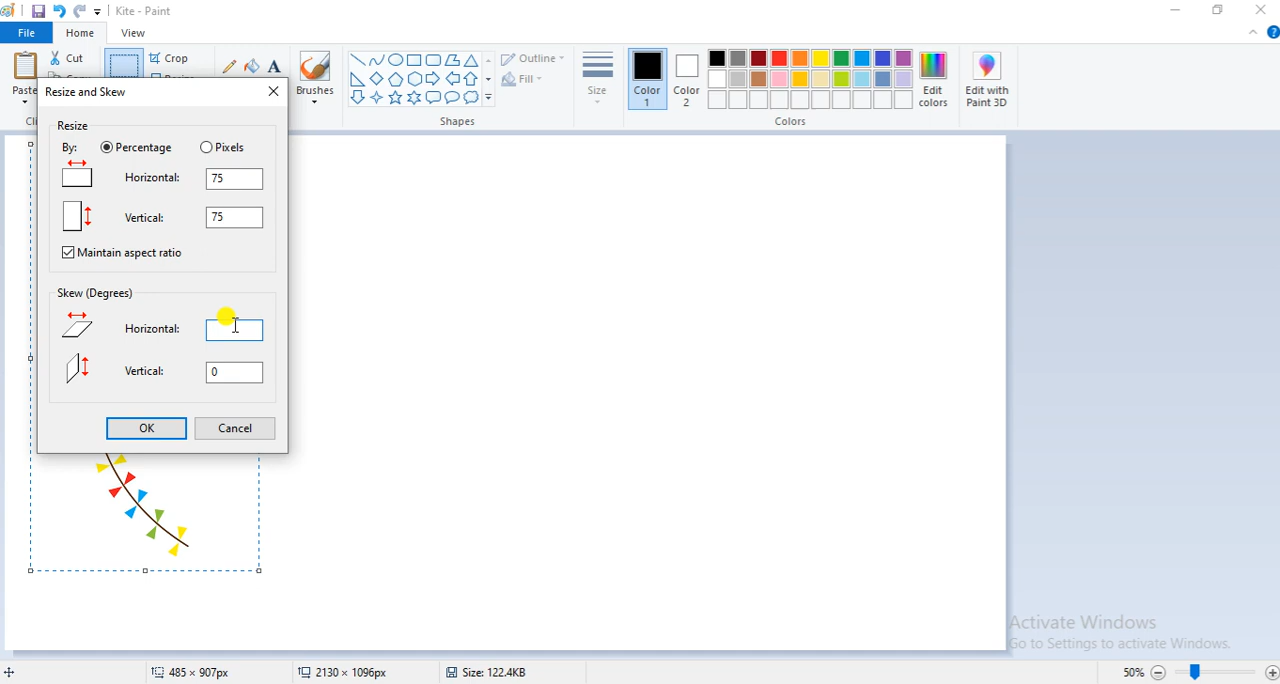 Kite - Paint
File Home View
Paste
Cut
Crop
A
Brushes
Shapes
Outline
Fill
Size
Color 1
Color 2
Edit colors
Colors
Edit with Paint 3D
Resize and Skew
Resize
By: Percentage Pixels
Horizontal: 75
Vertical: 75
Maintain aspect ratio
Skew (Degrees)
Horizontal:
Vertical: 0
OK Cancel
Activate Windows
Go to Settings to activate Windows.
485 × 907px 2130 × 1096px Size: 122.4KB 50%